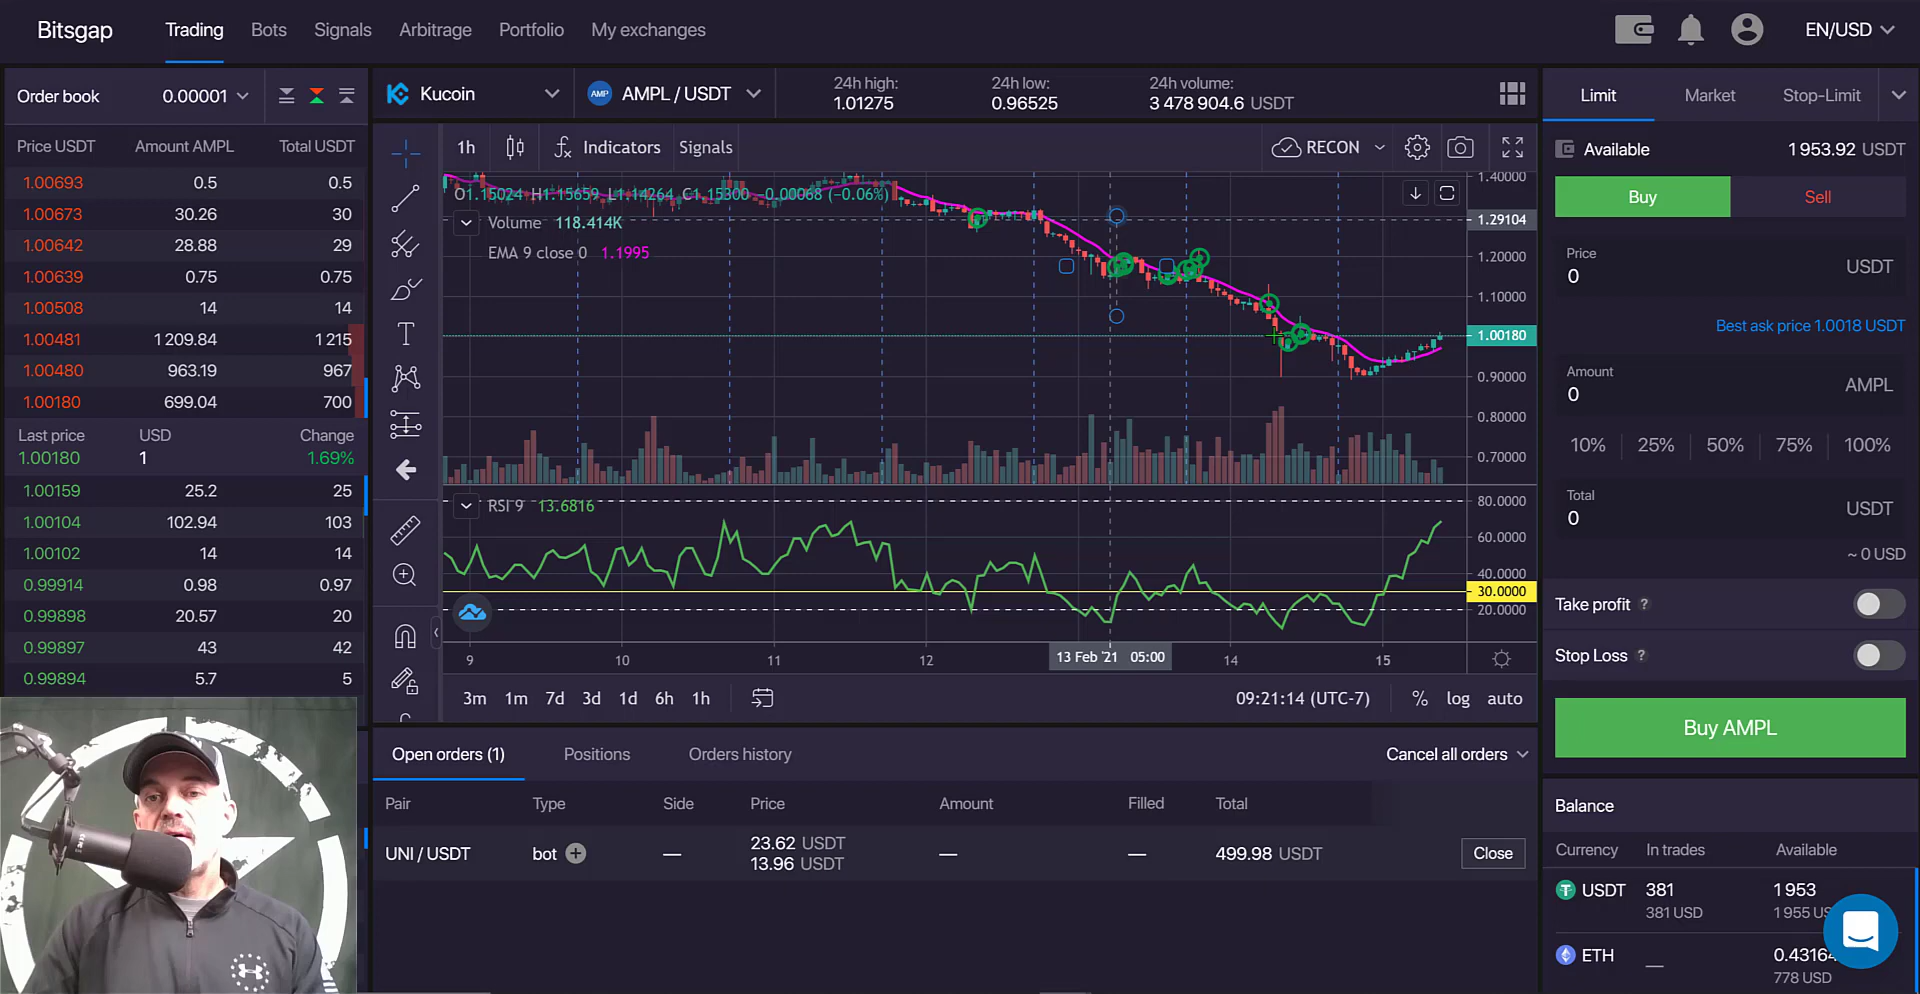 Bitsgap Trading Bots Signals Arbitrage Portfolio My exchanges EN/USD
Order book 0.00001
Price USDT Amount AMPL Total USDT
1.00693 0.5 0.5
1.00673 30.26 30
1.00642 28.88 29
1.00639 0.75 0.75
1.00508 14 14
1.00481 1 209.84 1 215
1.00480 963.19 967
1.00180 699.04 700
Last price USD Change
1.00180 1 1.69%
1.00159 25.2 25
1.00104 102.94 103
1.00102 14 14
0.99914 0.98 0.97
0.99898 20.57 20
0.99897 43 42
0.99894 5.7 5
Kucoin
AMP AMPL / USDT
24h high: 24h low: 24h volume:
1.01275 0.96525 3 478 904.6 USDT
1h Indicators Signals RECON
O1.15024 H1.15659 L1.14264 C1.15300 −0.00068 (−0.06%)
Volume 118.414K
EMA 9 close 0 1.1995
1.40000
1.29104
1.20000
1.10000
1.00180
0.90000
0.80000
0.70000
RSI 9 13.6816
80.0000
60.0000
40.0000
30.0000
20.0000
9 10 11 12 13 Feb '21 05:00 14 15
3m 1m 7d 3d 1d 6h 1h 09:21:14 (UTC-7) % log auto
Open orders (1) Positions Orders history Cancel all orders
Pair Type Side Price Amount Filled Total
UNI / USDT bot — 23.62 USDT — — 499.98 USDT Close
13.96 USDT
Limit Market Stop-Limit
Available 1 953.92 USDT
Buy Sell
Price
0 USDT
Best ask price 1.0018 USDT
Amount
0 AMPL
10% 25% 50% 75% 100%
Total
0 USDT
~ 0 USD
Take profit ?
Stop Loss ?
Buy AMPL
Balance
Currency In trades Available
USDT 381 1 953
381 USD 1 955 US
ETH — 0.4316
778 USD